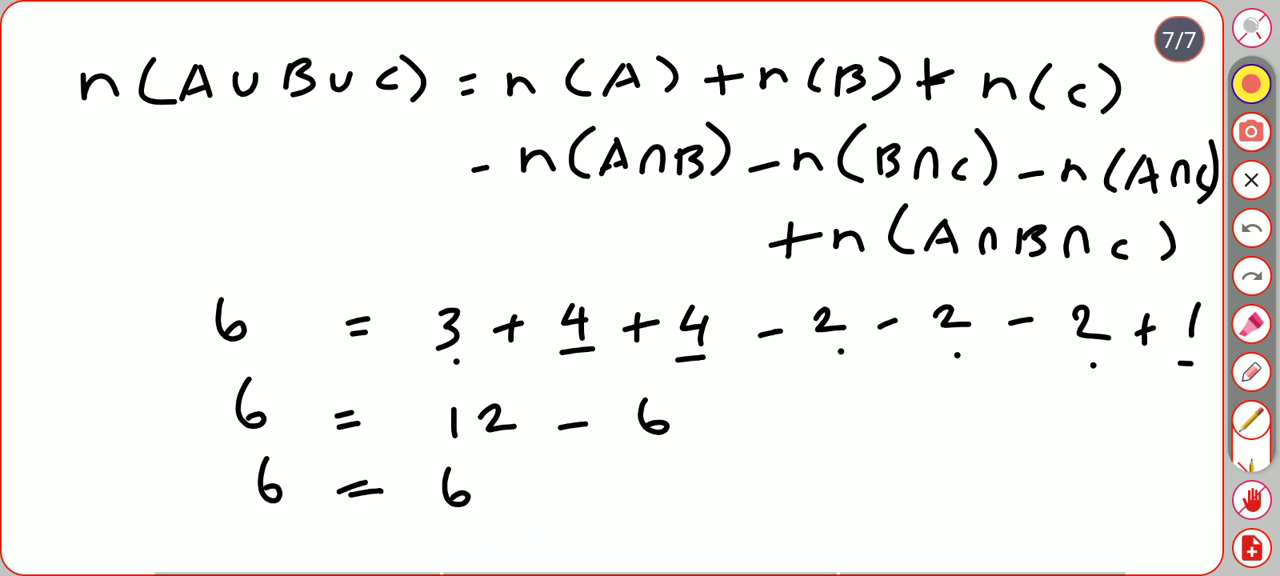 7/7
n(A∪B∪C) = n(A) + n(B) + n(C)
- n(A∩B) - n(B∩C) - n(A∩C)
+ n(A∩B∩C)
6 = 3 + 4 + 4 - 2 - 2 - 2 + 1
6 = 12 - 6
6 = 6